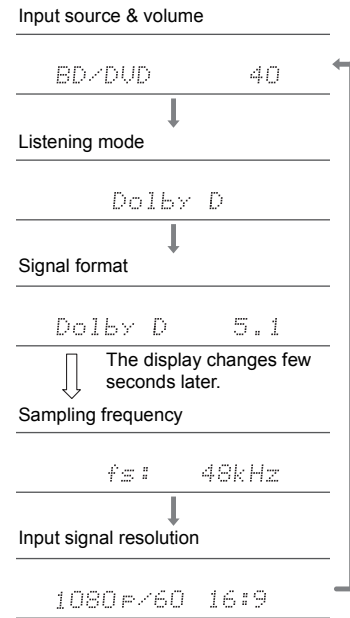 Input source & volume
BD/DVD 40
Listening mode
Dolby D
Signal format
Dolby D 5.1
The display changes few
seconds later.
Sampling frequency
fs: 48kHz
Input signal resolution
1080p/60 16:9